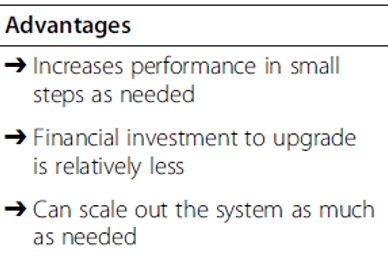 Advantages
➔ Increases performance in small
steps as needed
➔ Financial investment to upgrade
is relatively less
➔ Can scale out the system as much
as needed